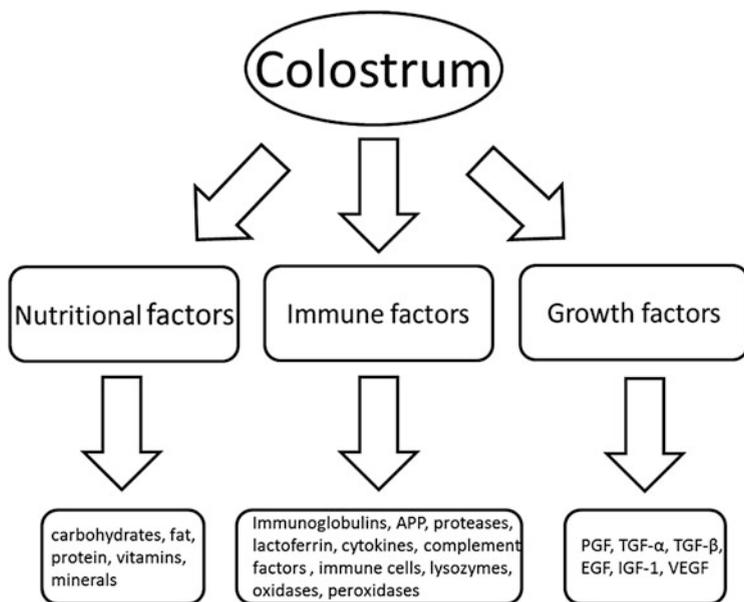 Colostrum
Nutritional factors
Immune factors
Growth factors
carbohydrates, fat,
protein, vitamins,
minerals
Immunoglobulins, APP, proteases,
lactoferrin, cytokines, complement
factors , immune cells, lysozymes,
oxidases, peroxidases
PGF, TGF-α, TGF-β,
EGF, IGF-1, VEGF